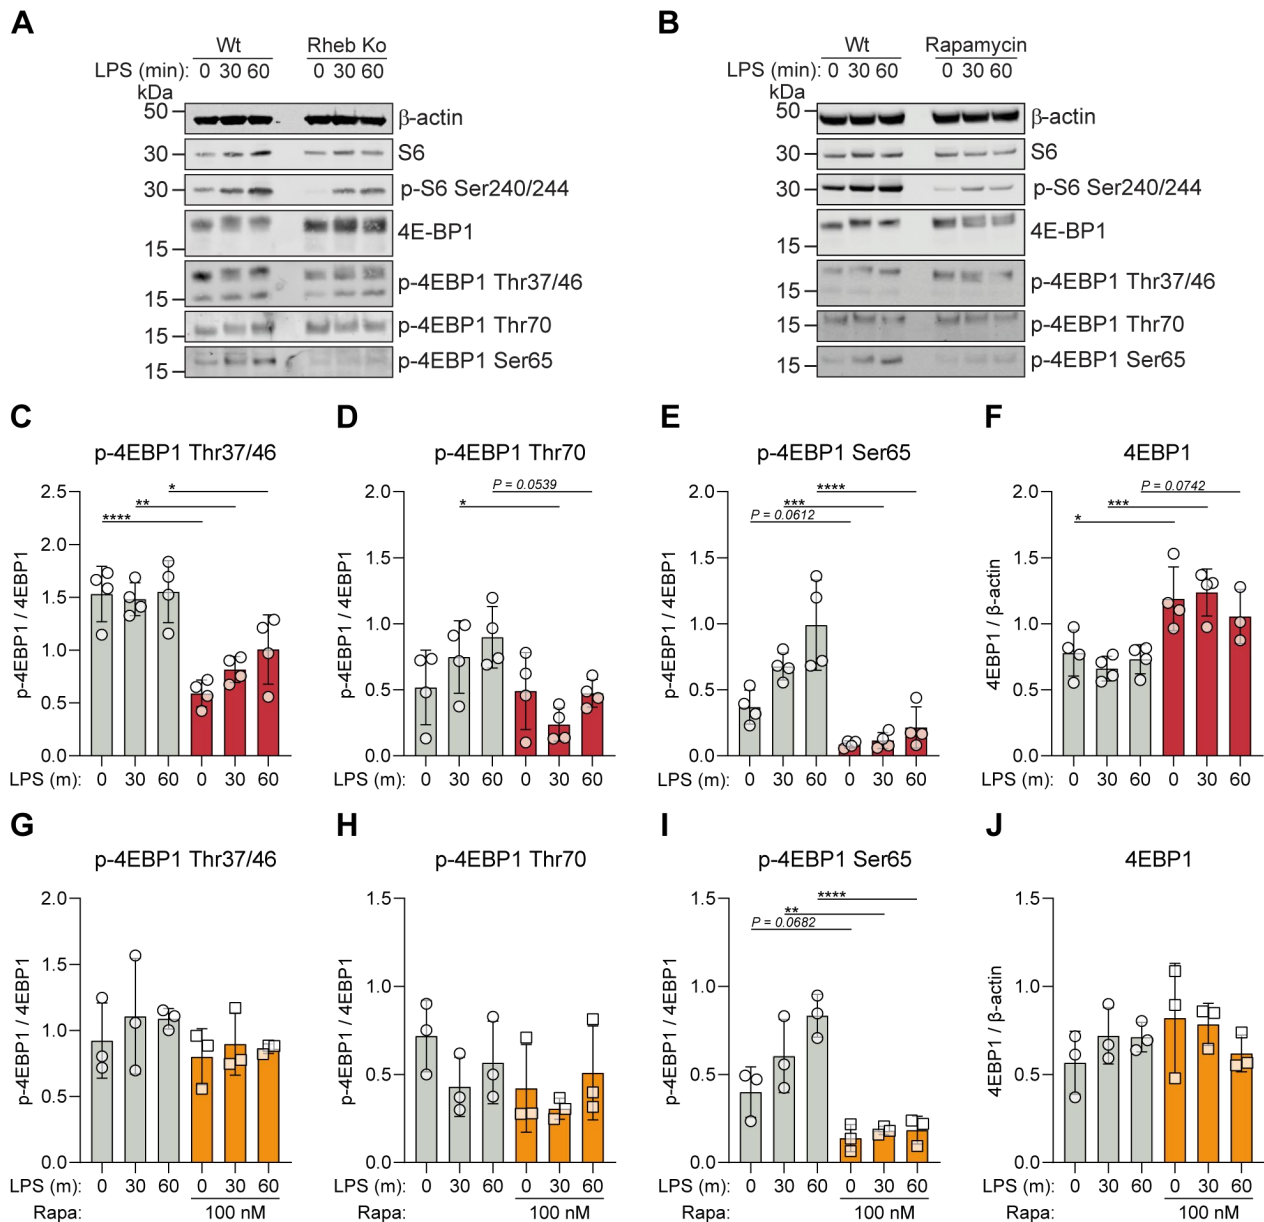 A
Wt Rheb Ko
LPS (min): 0 30 60 0 30 60
kDa
50 β-actin
30 S6
30 p-S6 Ser240/244
15 4E-BP1
15 p-4EBP1 Thr37/46
15 p-4EBP1 Thr70
15 p-4EBP1 Ser65
B
Wt Rapamycin
LPS (min): 0 30 60 0 30 60
kDa
50 β-actin
30 S6
30 p-S6 Ser240/244
15 4E-BP1
15 p-4EBP1 Thr37/46
15 p-4EBP1 Thr70
15 p-4EBP1 Ser65
C
p-4EBP1 Thr37/46
p-4EBP1 / 4EBP1
2.5
2.0
1.5
1.0
0.5
0.0
*
**
****
LPS (m): 0 30 60 0 30 60
D
p-4EBP1 Thr70
p-4EBP1 / 4EBP1
2.0
1.5
1.0
0.5
0.0
P = 0.0539
*
LPS (m): 0 30 60 0 30 60
E
p-4EBP1 Ser65
p-4EBP1 / 4EBP1
2.0
1.5
1.0
0.5
0.0
****
***
P = 0.0612
LPS (m): 0 30 60 0 30 60
F
4EBP1
4EBP1 / β-actin
2.0
1.5
1.0
0.5
0.0
P = 0.0742
***
*
LPS (m): 0 30 60 0 30 60
G
p-4EBP1 Thr37/46
p-4EBP1 / 4EBP1
2.0
1.5
1.0
0.5
0.0
LPS (m): 0 30 60 0 30 60
Rapa: 100 nM
H
p-4EBP1 Thr70
p-4EBP1 / 4EBP1
1.5
1.0
0.5
0.0
LPS (m): 0 30 60 0 30 60
Rapa: 100 nM
I
p-4EBP1 Ser65
p-4EBP1 / 4EBP1
1.5
1.0
0.5
0.0
****
**
P = 0.0682
LPS (m): 0 30 60 0 30 60
Rapa: 100 nM
J
4EBP1
4EBP1 / β-actin
1.5
1.0
0.5
0.0
LPS (m): 0 30 60 0 30 60
Rapa: 100 nM